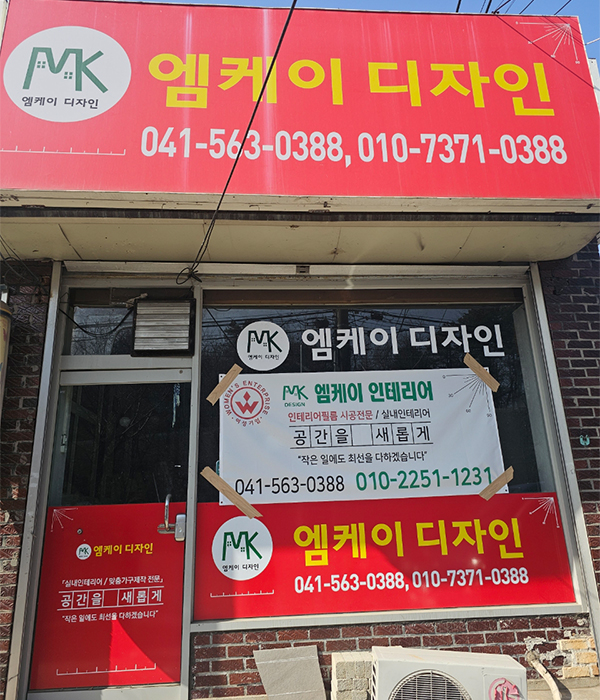 MK
엠케이 디자인
엠케이 디자인
041-563-0388, 010-7371-0388
MK
엠케이 디자인
엠케이 디자인
WOMEN'S ENTERPRISE
여성기업
MK
DESIGN
엠케이 인테리어
인테리어필름 시공전문 / 실내인테리어
공간을 새롭게
"작은 일에도 최선을 다하겠습니다"
041-563-0388 010-2251-1231
MK
엠케이 디자인
엠케이 디자인
041-563-0388, 010-7371-0388
MK
엠케이 디자인
「실내인테리어 / 맞춤가구제작 전문」
공간을 새롭게
"작은 일에도 최선을 다하겠습니다"